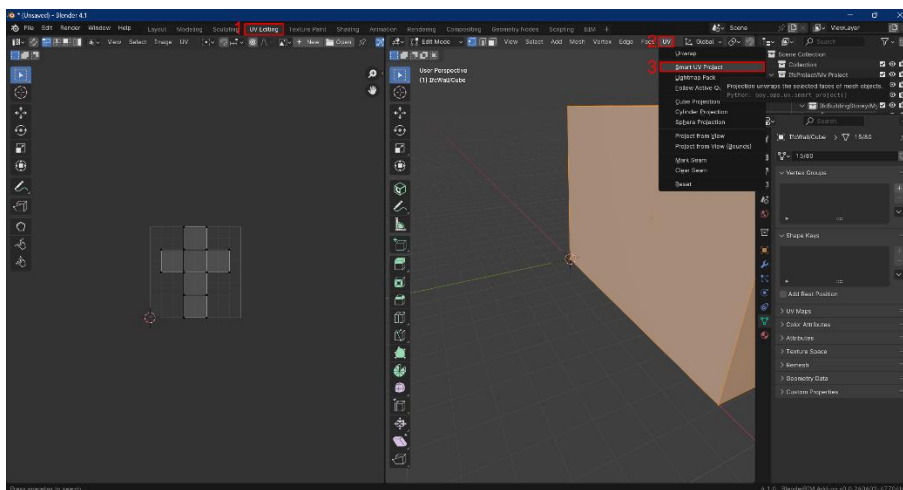 * (Unsaved) - Blender 4.1
File Edit Render Window Help Layout Modeling Sculpting UV Editing Texture Paint Shading Animation Rendering Compositing Geometry Nodes Scripting BIM + Scene ViewLayer
1
View Select Image UV + New Open Edit Mode View Select Add Mesh Vertex Edge Face UV Global Search
2
Unwrap
3 Smart UV Project
Lightmap Pack
Follow Active Qu
Projection unwraps the selected faces of mesh objects.
Python: bpy.ops.uv.smart_project()
Cube Projection
Cylinder Projection
Sphere Projection
Project from View
Project from View (Bounds)
Mark Seam
Clear Seam
Reset
User Perspective
(1) IfcWall/Cube
Scene Collection
Collection
IfcProject/My Project
IfcBuildingStorey/My
Search
IfcWall/Cube
Vertex Groups
Shape Keys
Add Rest Position
UV Maps
Color Attributes
Attributes
Texture Space
Remesh
Geometry Data
Custom Properties